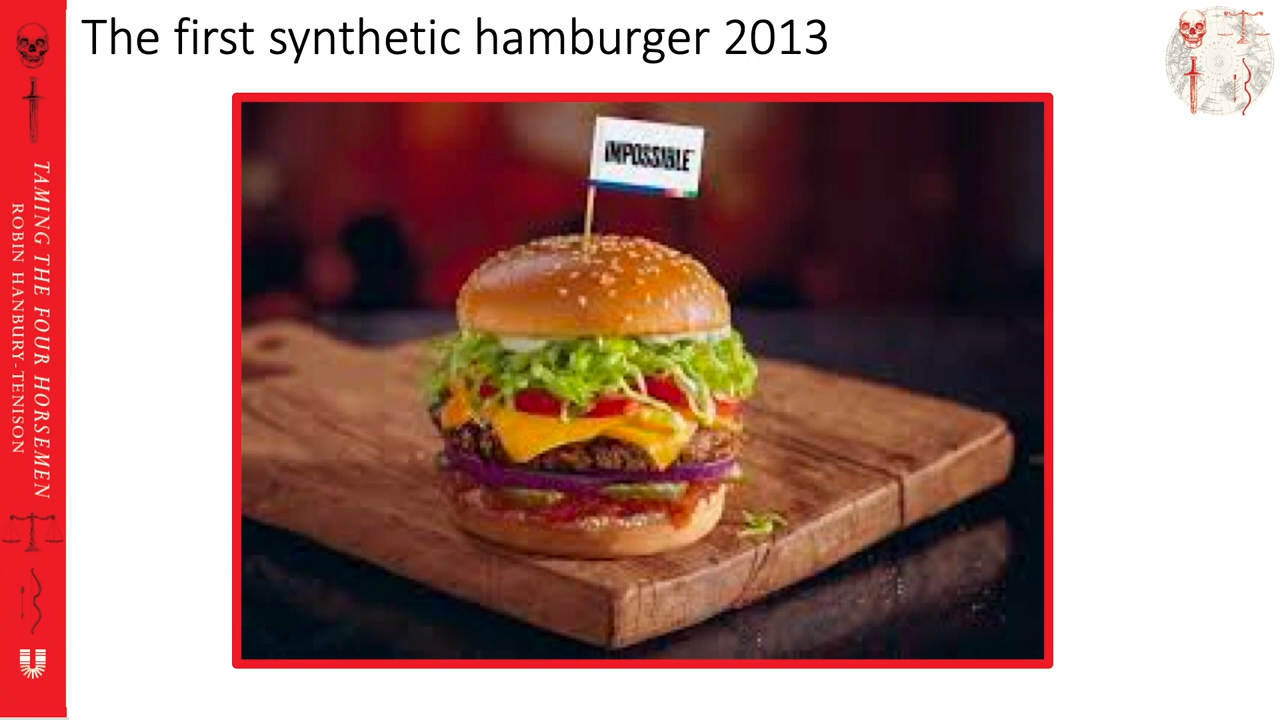 The first synthetic hamburger 2013
IMPOSSIBLE
TAMING THE FOUR HORSEMEN
ROBIN HANBURY-TENISON